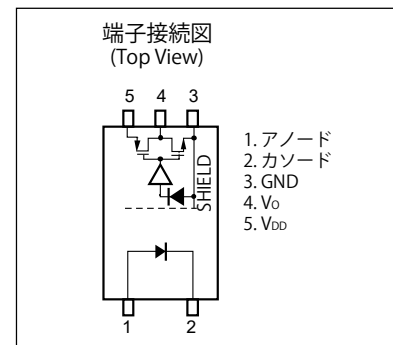 端子接続図
(Top View)
5 4 3
SHIELD
1 2
1. アノード
2. カソード
3. GND
4. Vo
5. VDD